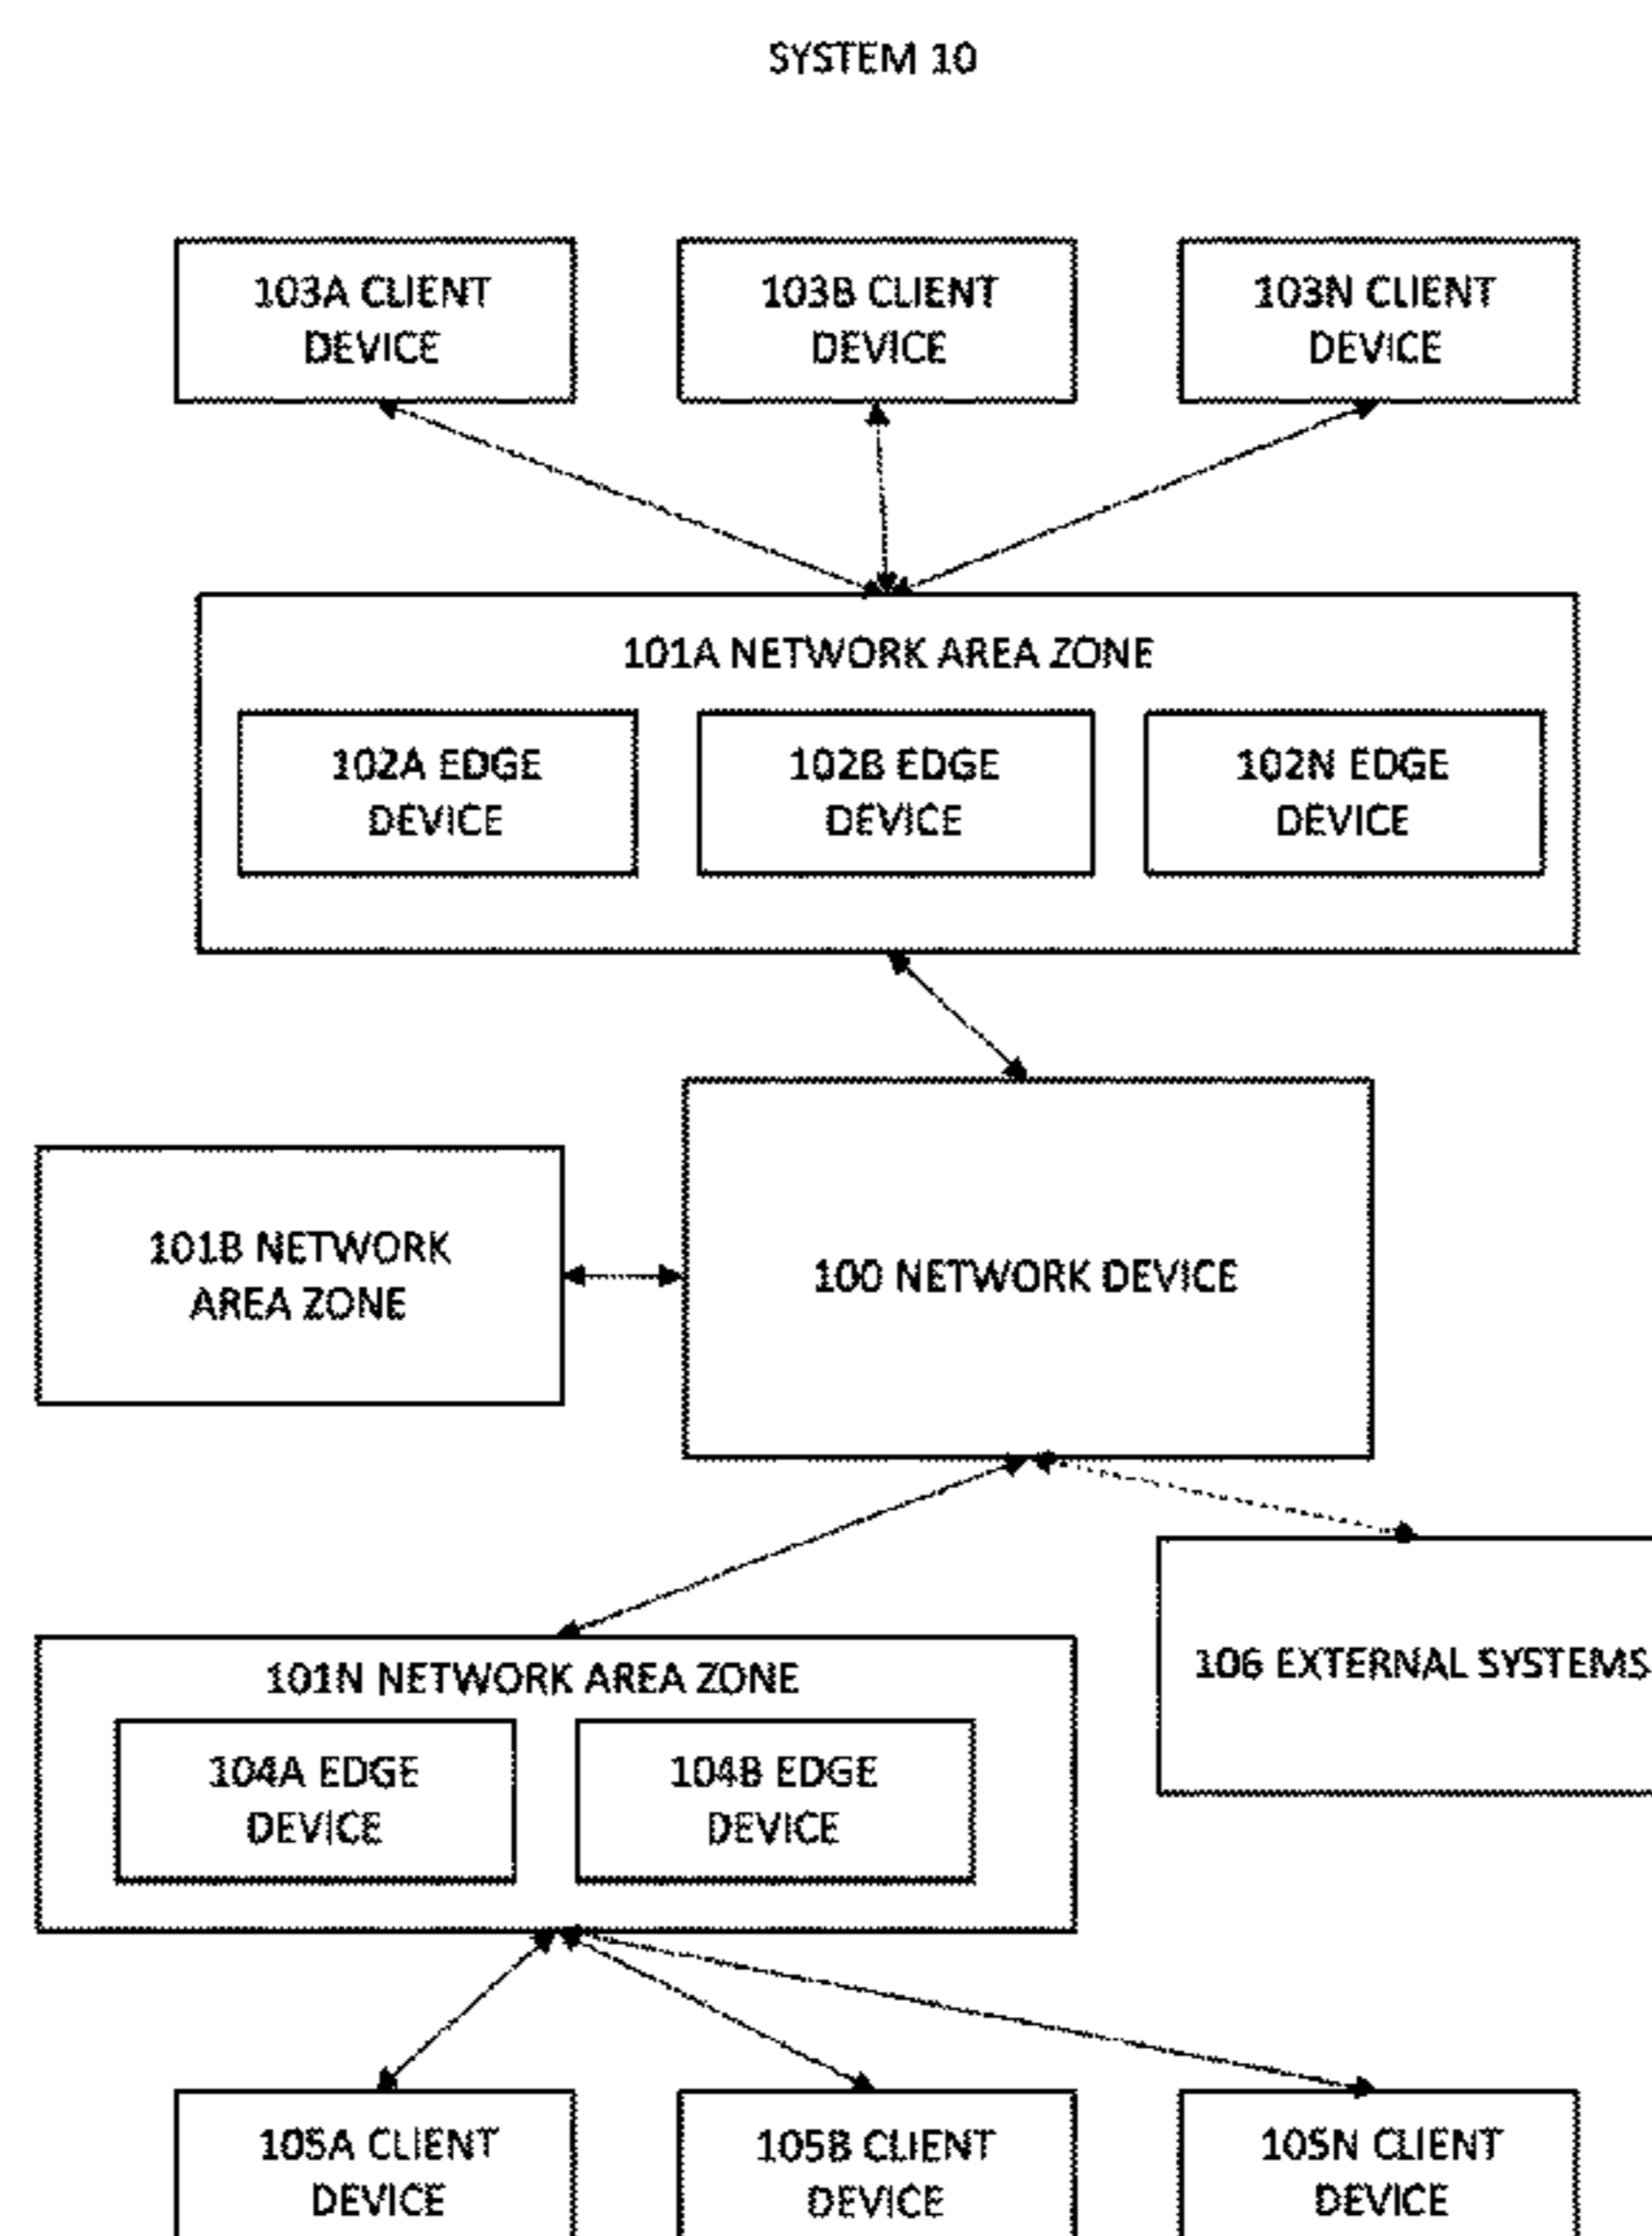 SYSTEM 10
103A CLIENT
DEVICE
103B CLIENT
DEVICE
103N CLIENT
DEVICE
101A NETWORK AREA ZONE
102A EDGE
DEVICE
102B EDGE
DEVICE
102N EDGE
DEVICE
101B NETWORK
AREA ZONE
100 NETWORK DEVICE
106 EXTERNAL SYSTEMS
101N NETWORK AREA ZONE
104A EDGE
DEVICE
104B EDGE
DEVICE
105A CLIENT
DEVICE
105B CLIENT
DEVICE
105N CLIENT
DEVICE